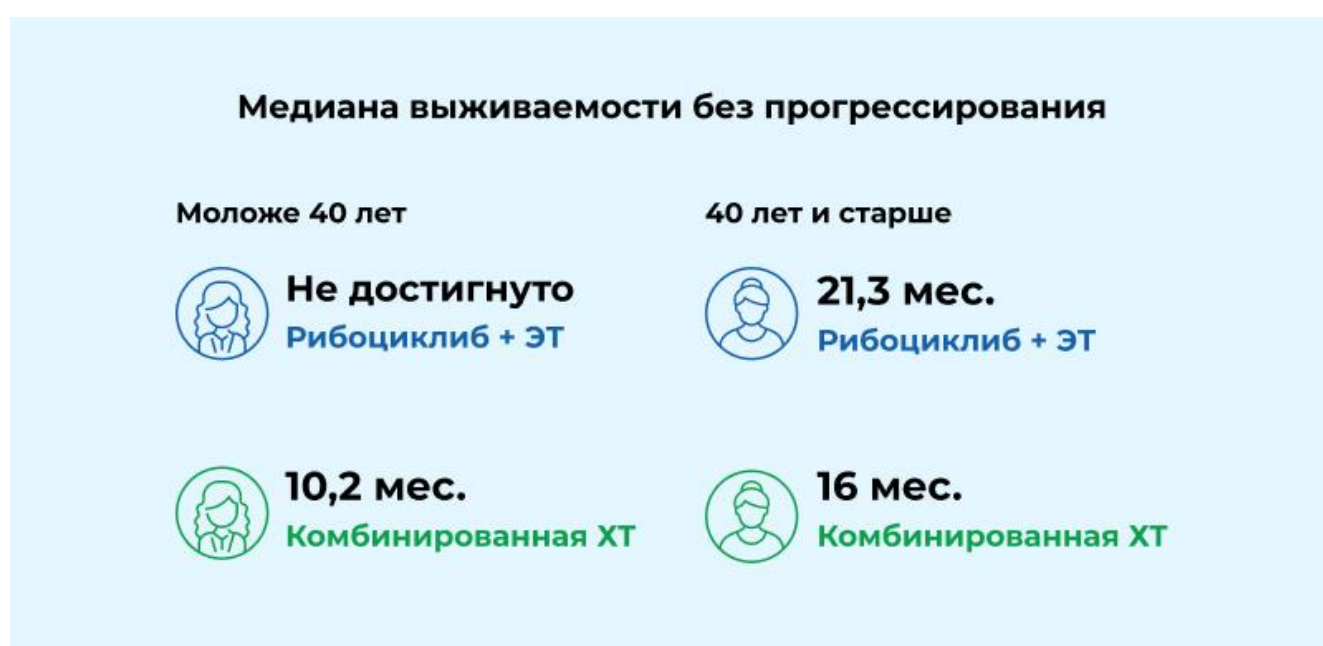 Медиана выживаемости без прогрессирования
Моложе 40 лет
Не достигнуто
Рибоциклиб + ЭТ
10,2 мес.
Комбинированная ХТ
40 лет и старше
21,3 мес.
Рибоциклиб + ЭТ
16 мес.
Комбинированная ХТ